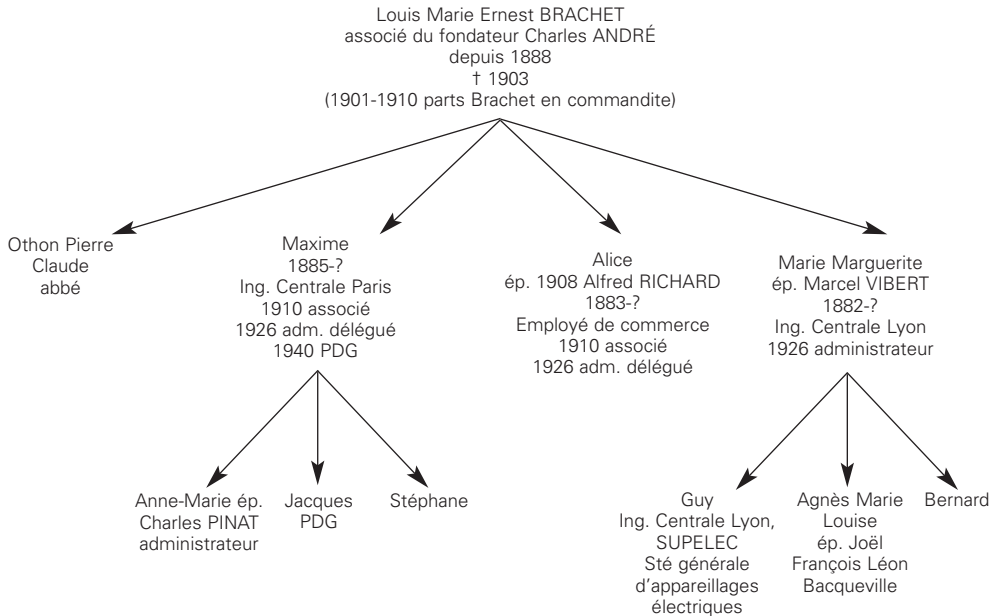 Louis Marie Ernest BRACHET
associé du fondateur Charles ANDRÉ
depuis 1888
† 1903
(1901-1910 parts Brachet en commandite)
Othon Pierre
Claude
abbé
Maxime
1885-?
Ing. Centrale Paris
1910 associé
1926 adm. délégué
1940 PDG
Alice
ép. 1908 Alfred RICHARD
1883-?
Employé de commerce
1910 associé
1926 adm. délégué
Marie Marguerite
ép. Marcel VIBERT
1882-?
Ing. Centrale Lyon
1926 administrateur
Anne-Marie ép.
Charles PINAT
administrateur
Jacques
PDG
Stéphane
Guy
Ing. Centrale Lyon,
SUPELEC
Sté générale
d'appareillages
électriques
Agnès Marie
Louise
ép. Joël
François Léon
Bacqueville
Bernard